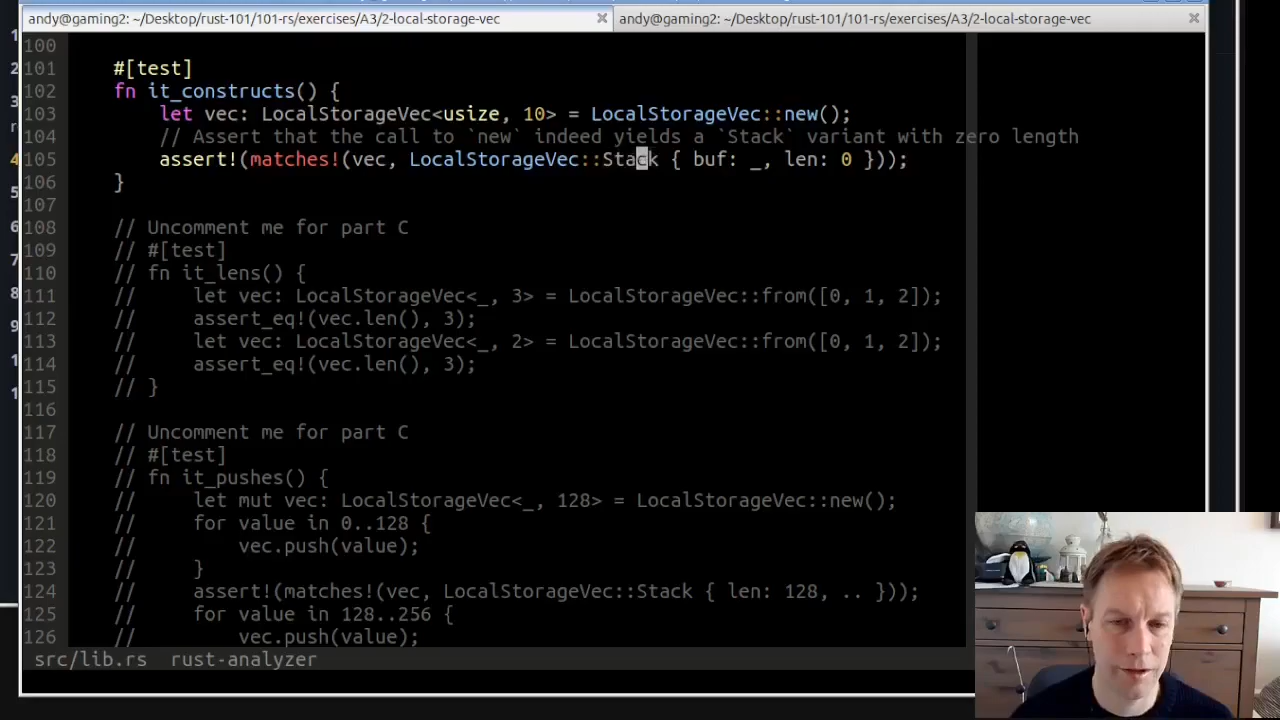 andy@gaming2: ~/Desktop/rust-101/101-rs/exercises/A3/2-local-storage-vec
andy@gaming2: ~/Desktop/rust-101/101-rs/exercises/A3/2-local-storage-vec
100
101 #[test]
102 fn it_constructs() {
103 let vec: LocalStorageVec<usize, 10> = LocalStorageVec::new();
104 // Assert that the call to `new` indeed yields a `Stack` variant with zero length
105 assert!(matches!(vec, LocalStorageVec::Stack { buf: _, len: 0 }));
106 }
107
108 // Uncomment me for part C
109 // #[test]
110 // fn it_lens() {
111 // let vec: LocalStorageVec<_, 3> = LocalStorageVec::from([0, 1, 2]);
112 // assert_eq!(vec.len(), 3);
113 // let vec: LocalStorageVec<_, 2> = LocalStorageVec::from([0, 1, 2]);
114 // assert_eq!(vec.len(), 3);
115 // }
116
117 // Uncomment me for part C
118 // #[test]
119 // fn it_pushes() {
120 // let mut vec: LocalStorageVec<_, 128> = LocalStorageVec::new();
121 // for value in 0..128 {
122 // vec.push(value);
123 // }
124 // assert!(matches!(vec, LocalStorageVec::Stack { len: 128, .. }));
125 // for value in 128..256 {
126 // vec.push(value);
src/lib.rs rust-analyzer